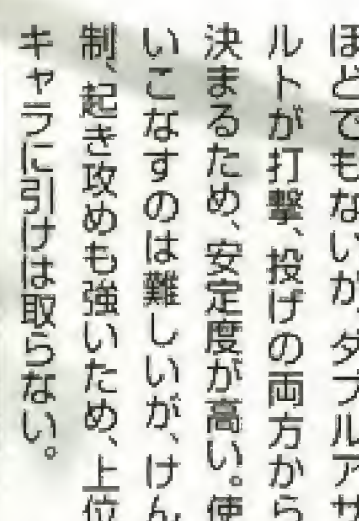 ほどでもないが、ダブルアサ
ルトが打撃、投げの両方から
決まるため、安定度が高い。使
いこなすのは難しいが、けん
制、起き攻めも強いため、上位
キャラに引けは取らない。